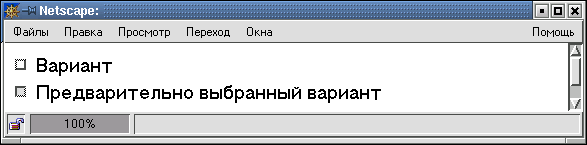 Netscape:
Файлы Правка Просмотр Переход Окна Помощь
Вариант
Предварительно выбранный вариант
100%